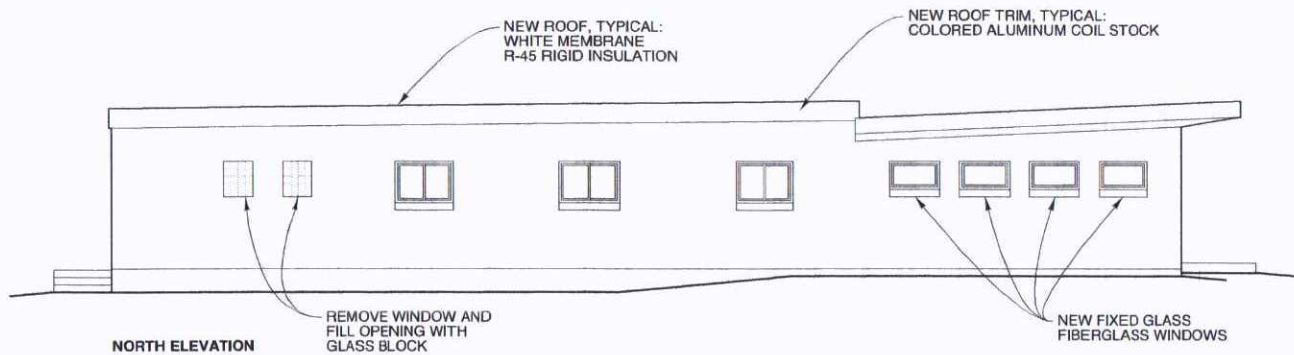 NEW ROOF, TYPICAL:
WHITE MEMBRANE
R-45 RIGID INSULATION
NEW ROOF TRIM, TYPICAL:
COLORED ALUMINUM COIL STOCK
REMOVE WINDOW AND
FILL OPENING WITH
GLASS BLOCK
NEW FIXED GLASS
FIBERGLASS WINDOWS
NORTH ELEVATION